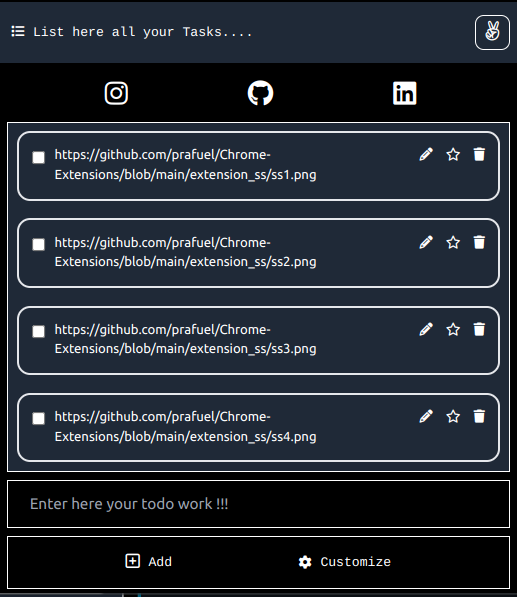 List here all your Tasks....
https://github.com/prafuel/Chrome-
Extensions/blob/main/extension_ss/ss1.png
https://github.com/prafuel/Chrome-
Extensions/blob/main/extension_ss/ss2.png
https://github.com/prafuel/Chrome-
Extensions/blob/main/extension_ss/ss3.png
https://github.com/prafuel/Chrome-
Extensions/blob/main/extension_ss/ss4.png
Enter here your todo work !!!
Add Customize